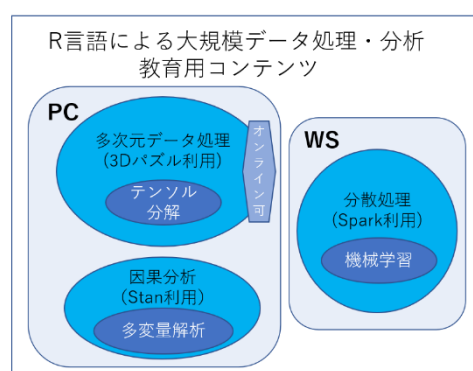 R言語による大規模データ処理・分析
教育用コンテンツ
PC
多次元データ処理
(3Dパズル利用)
テンソル
分解
オンライン可
因果分析
(Stan利用)
多変量解析
WS
分散処理
(Spark利用)
機械学習